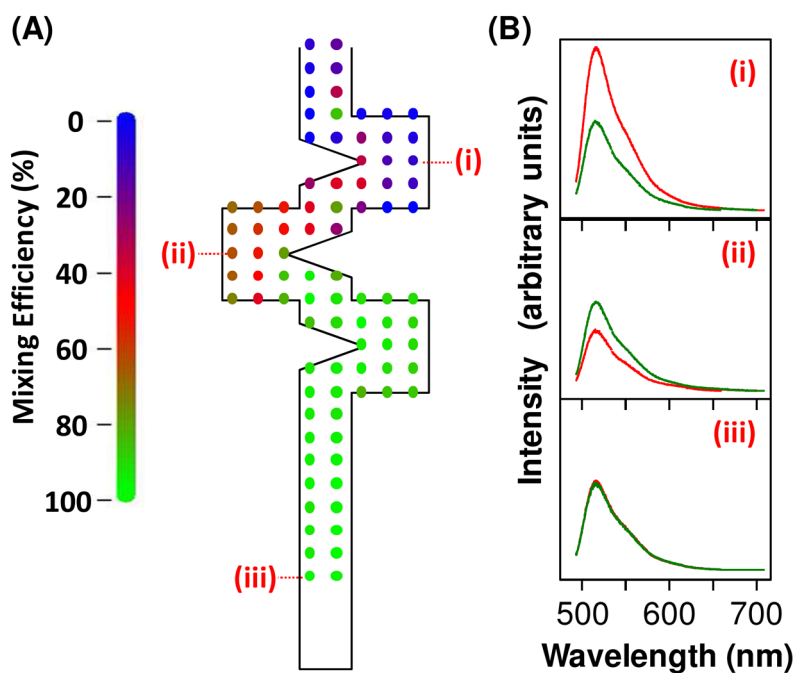 (A)
Mixing Efficiency (%)
0
20
40
60
80
100
(i)
(ii)
(iii)
(B)
Intensity (arbitrary units)
(i)
(ii)
(iii)
500 600 700
Wavelength (nm)